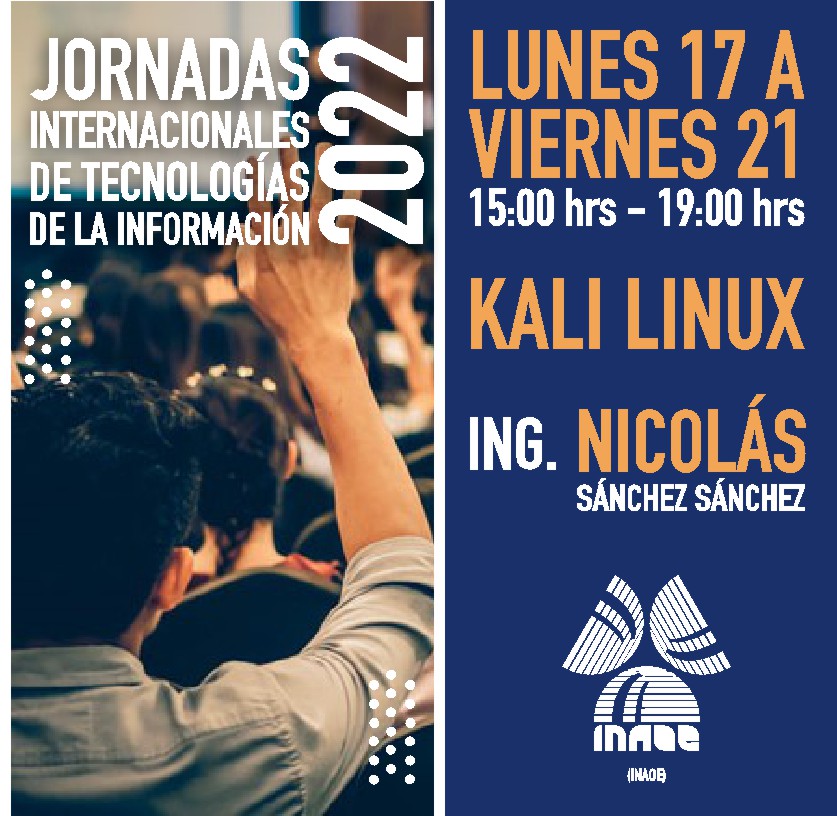 JORNADAS
INTERNACIONALES
DE TECNOLOGÍAS
DE LA INFORMACIÓN
2022
LUNES 17 A
VIERNES 21
15:00 hrs – 19:00 hrs
KALI LINUX
ING. NICOLÁS
SÁNCHEZ SÁNCHEZ
INAOE
(INAOE)